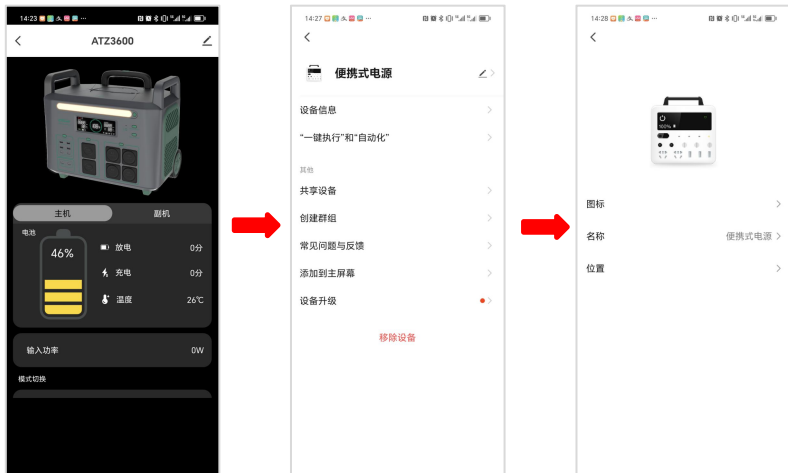 14:23
ATZ3600
主机
副机
电池
46%
放电 0分
充电 0分
温度 26℃
输入功率 0W
模式切换
14:27
便携式电源
设备信息
“一键执行”和“自动化”
其他
共享设备
创建群组
常见问题与反馈
添加到主屏幕
设备升级
移除设备
14:28
100%
图标
名称 便携式电源
位置